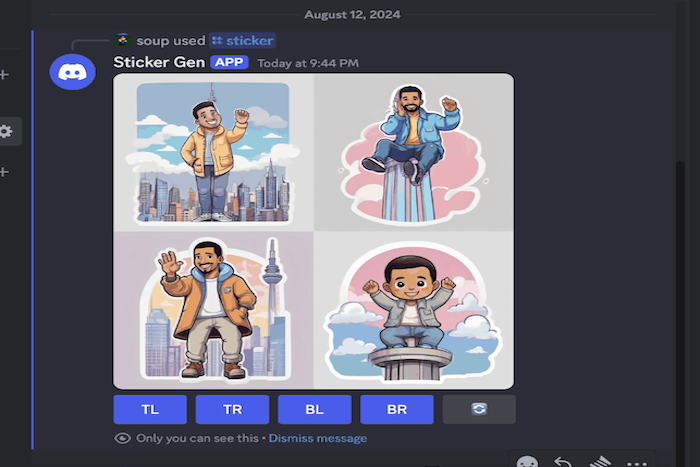 August 12, 2024
soup used sticker
Sticker Gen APP Today at 9:44 PM
TL TR BL BR
Only you can see this • Dismiss message